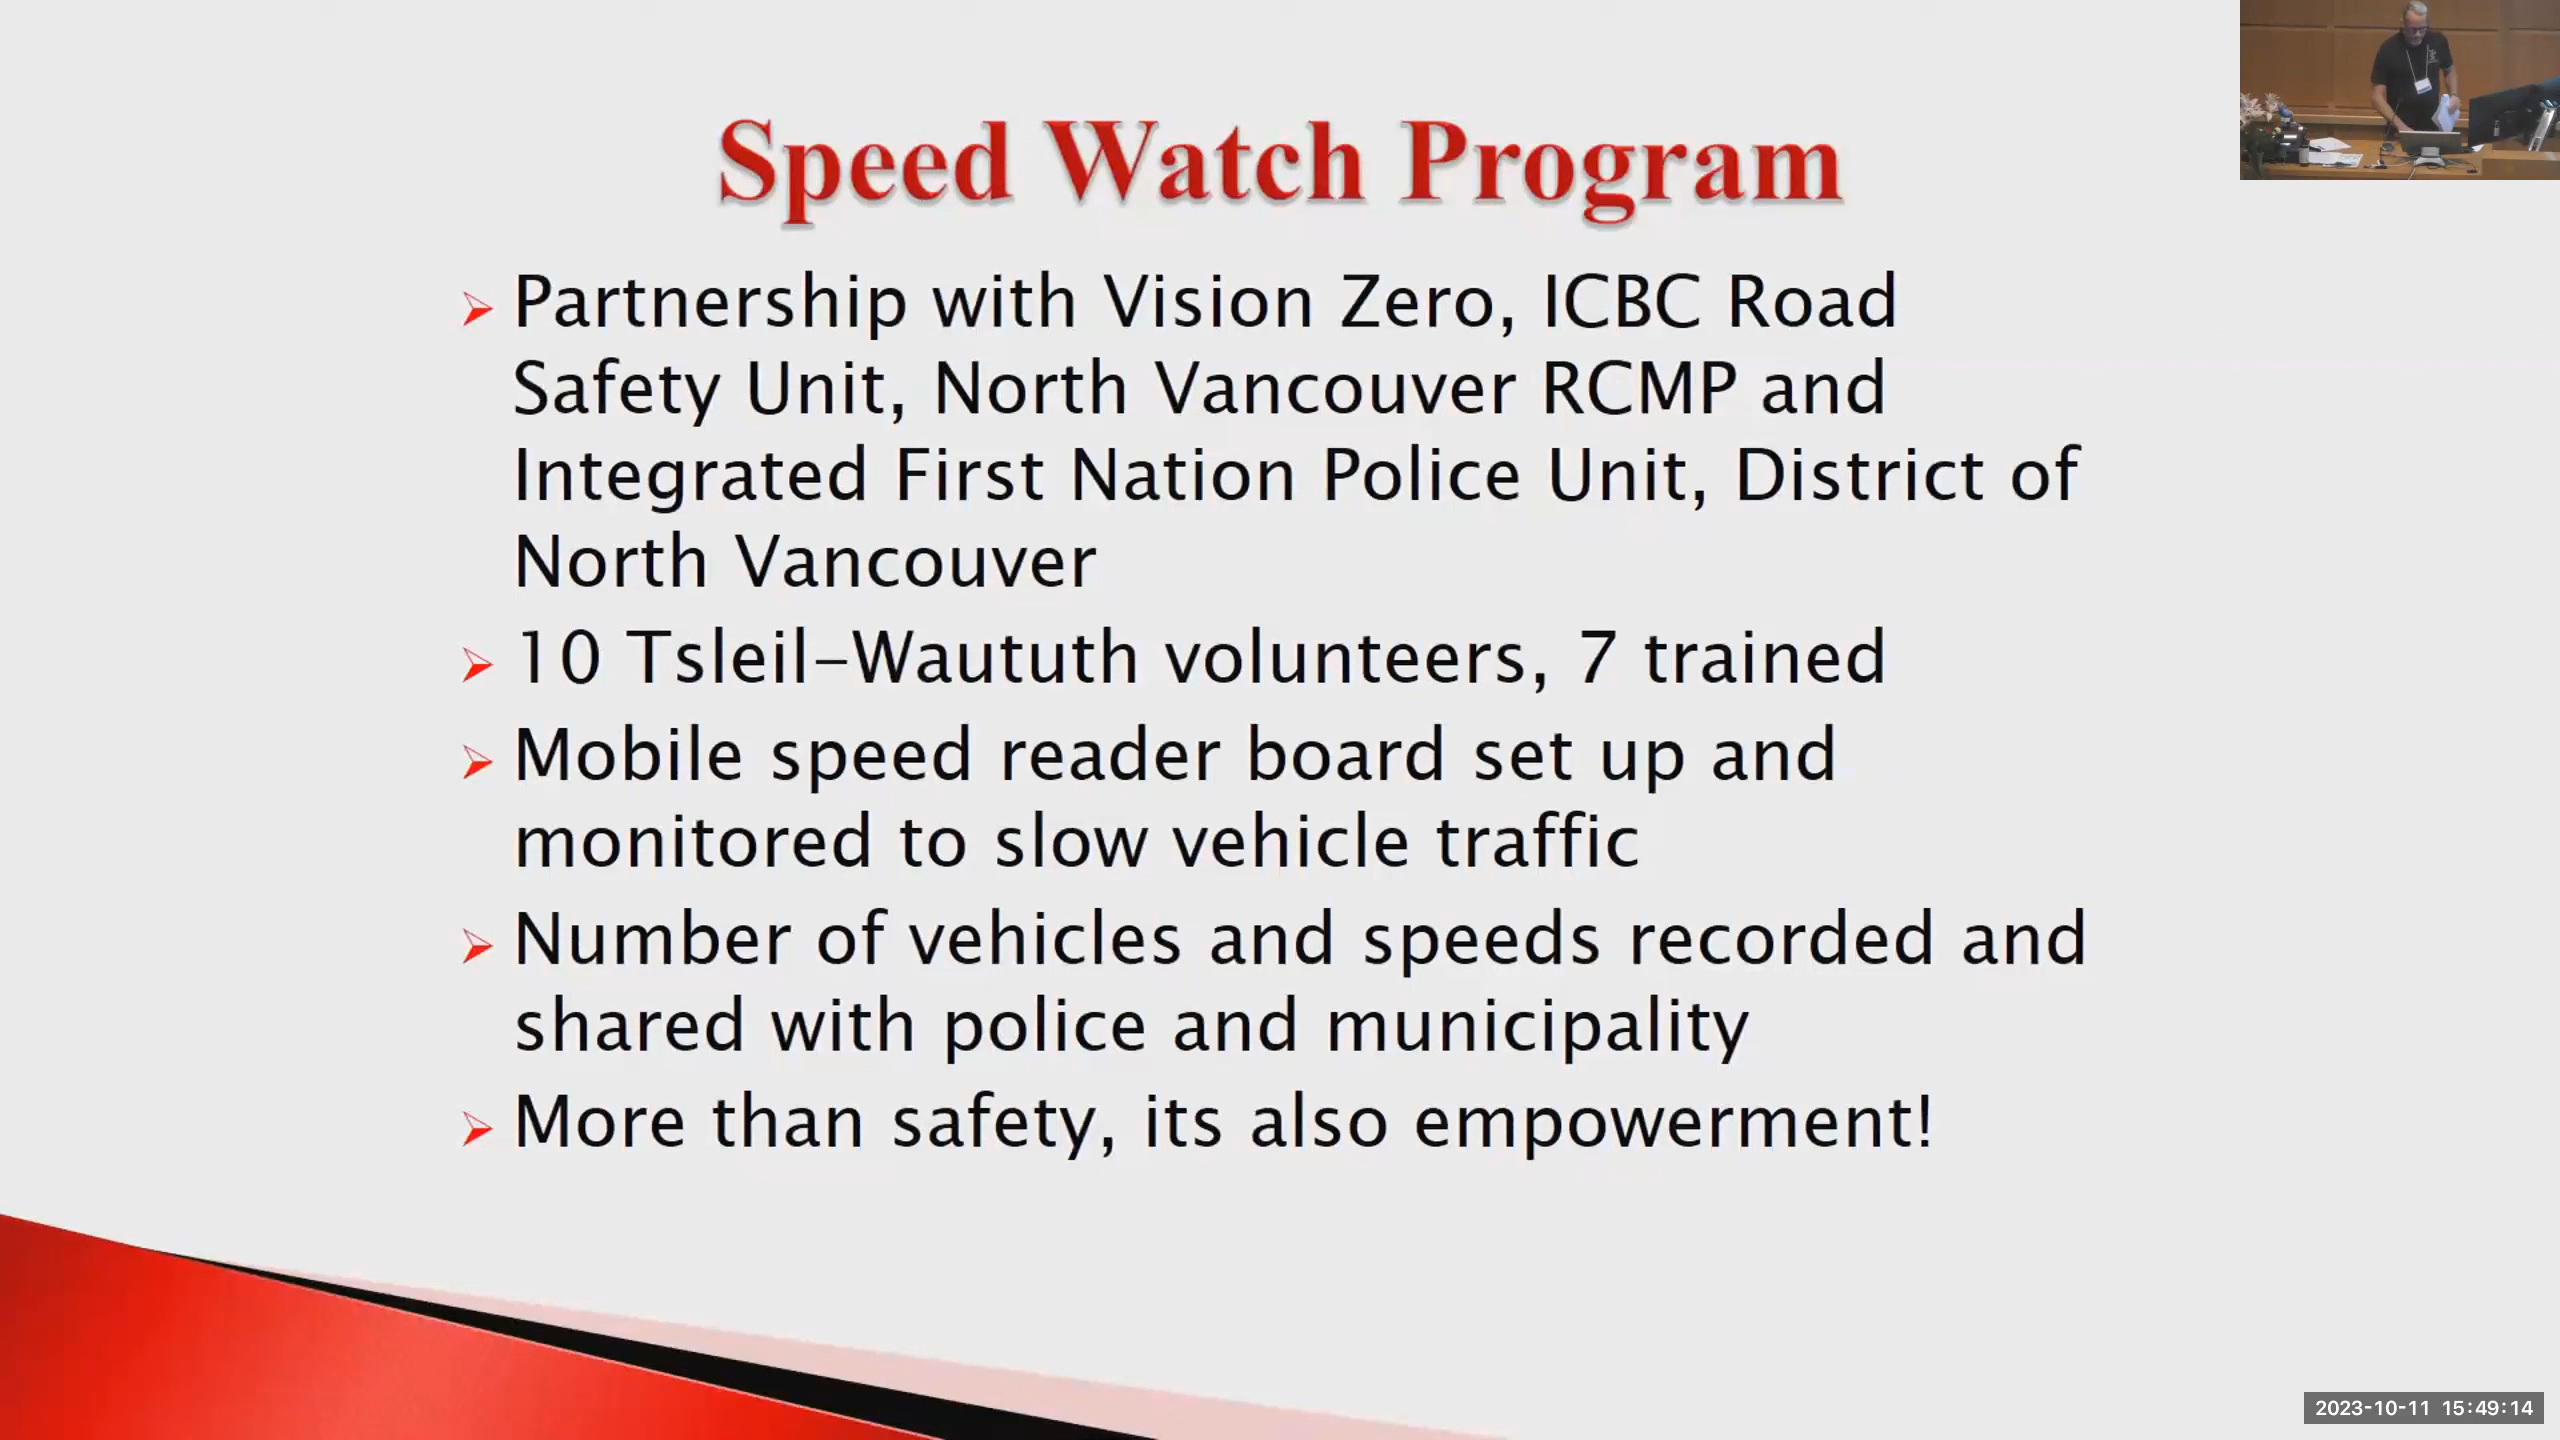 Speed Watch Program
➢ Partnership with Vision Zero, ICBC Road
Safety Unit, North Vancouver RCMP and
Integrated First Nation Police Unit, District of
North Vancouver
➢ 10 Tsleil-Waututh volunteers, 7 trained
➢ Mobile speed reader board set up and
monitored to slow vehicle traffic
➢ Number of vehicles and speeds recorded and
shared with police and municipality
➢ More than safety, its also empowerment!
2023-10-11 15:49:14